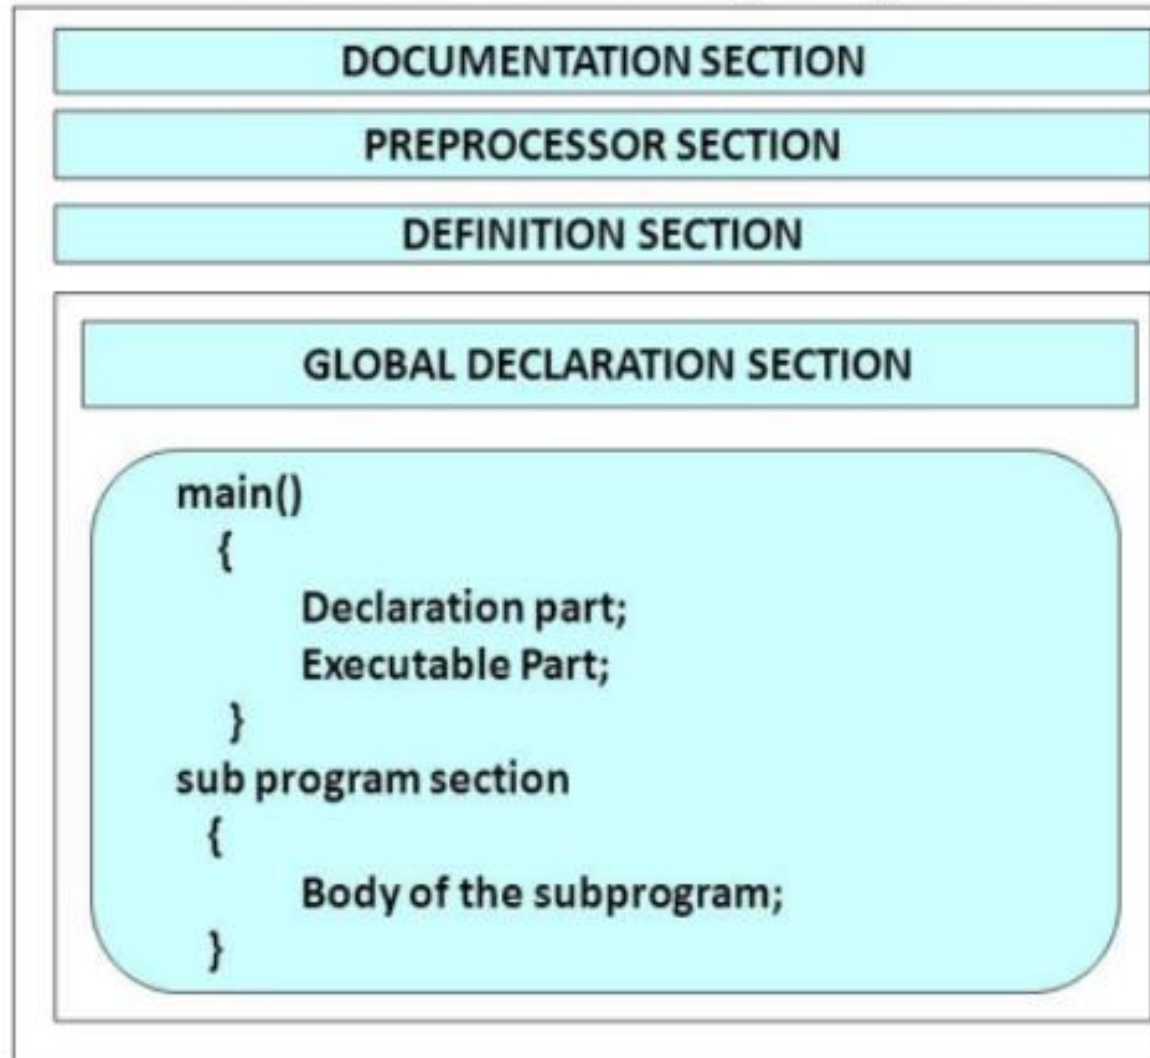 DOCUMENTATION SECTION
PREPROCESSOR SECTION
DEFINITION SECTION
GLOBAL DECLARATION SECTION
main()
{
Declaration part;
Executable Part;
}
sub program section
{
Body of the subprogram;
}